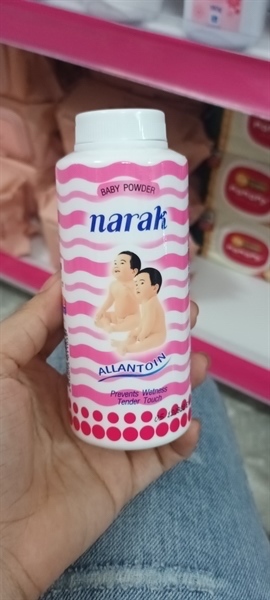 BABY POWDER
narak
ALLANTOIN
Prevents Wetness
Tender Touch